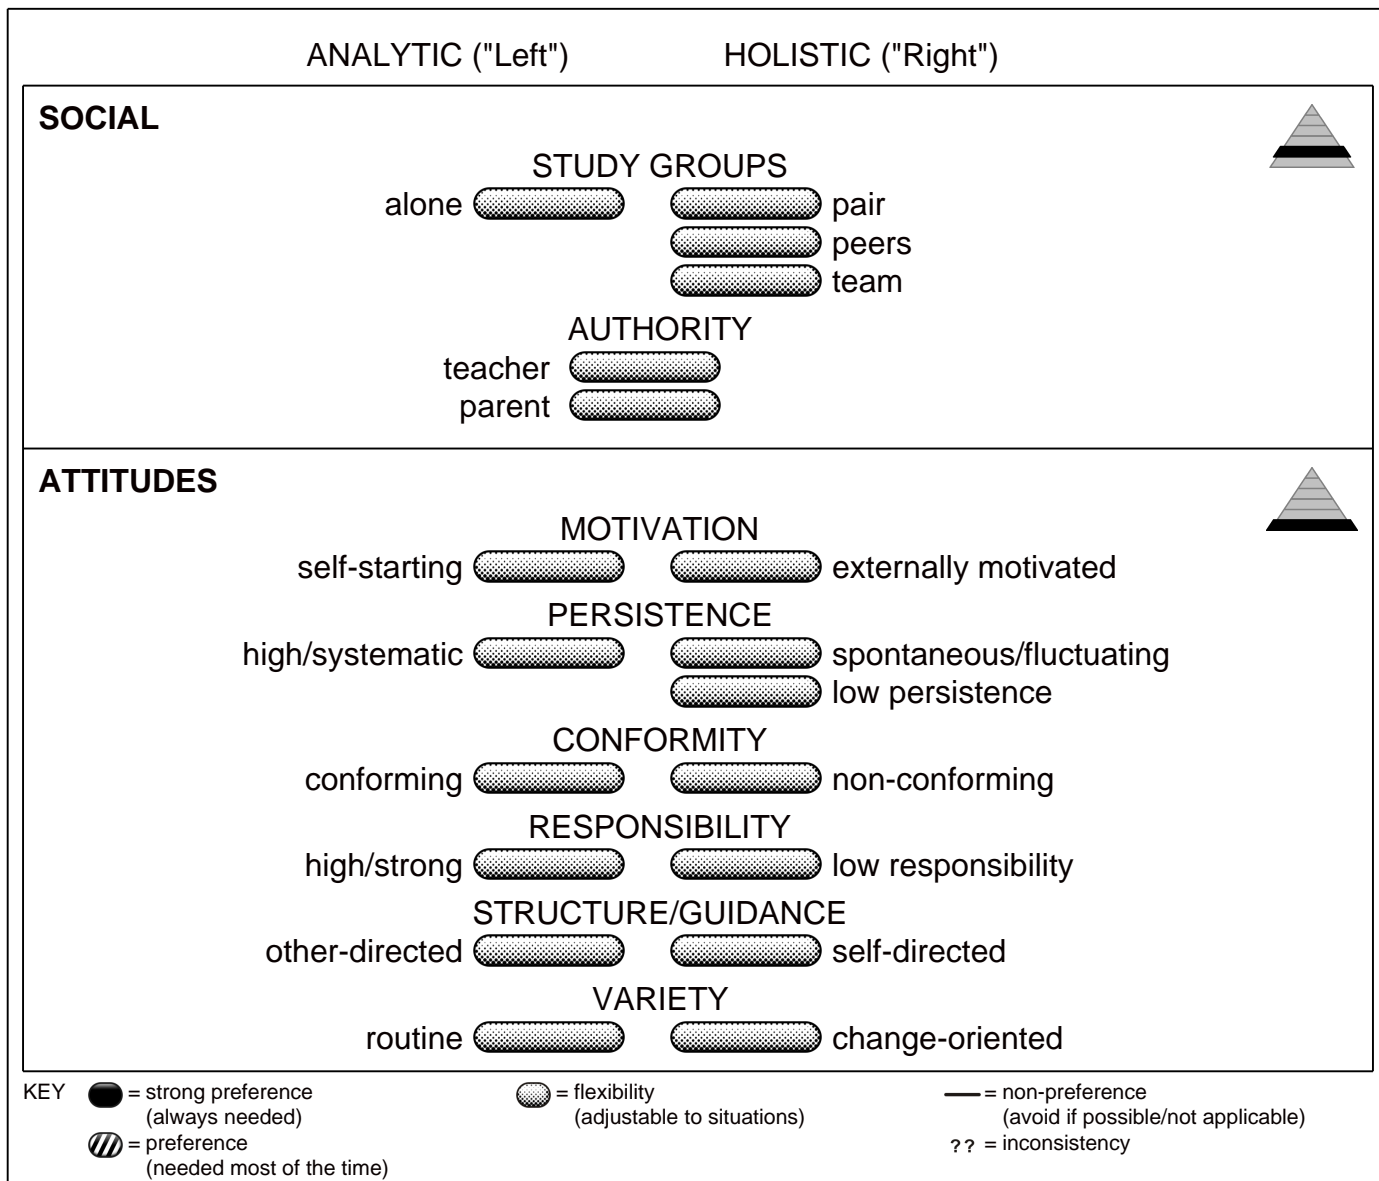 ANALYTIC ("Left") HOLISTIC ("Right")
SOCIAL
STUDY GROUPS
alone pair
peers
team
AUTHORITY
teacher
parent
ATTITUDES
MOTIVATION
self-starting externally motivated
PERSISTENCE
high/systematic spontaneous/fluctuating
low persistence
CONFORMITY
conforming non-conforming
RESPONSIBILITY
high/strong low responsibility
STRUCTURE/GUIDANCE
other-directed self-directed
VARIETY
routine change-oriented
KEY = strong preference = flexibility = non-preference
(always needed) (adjustable to situations) (avoid if possible/not applicable)
= preference ?? = inconsistency
(needed most of the time)